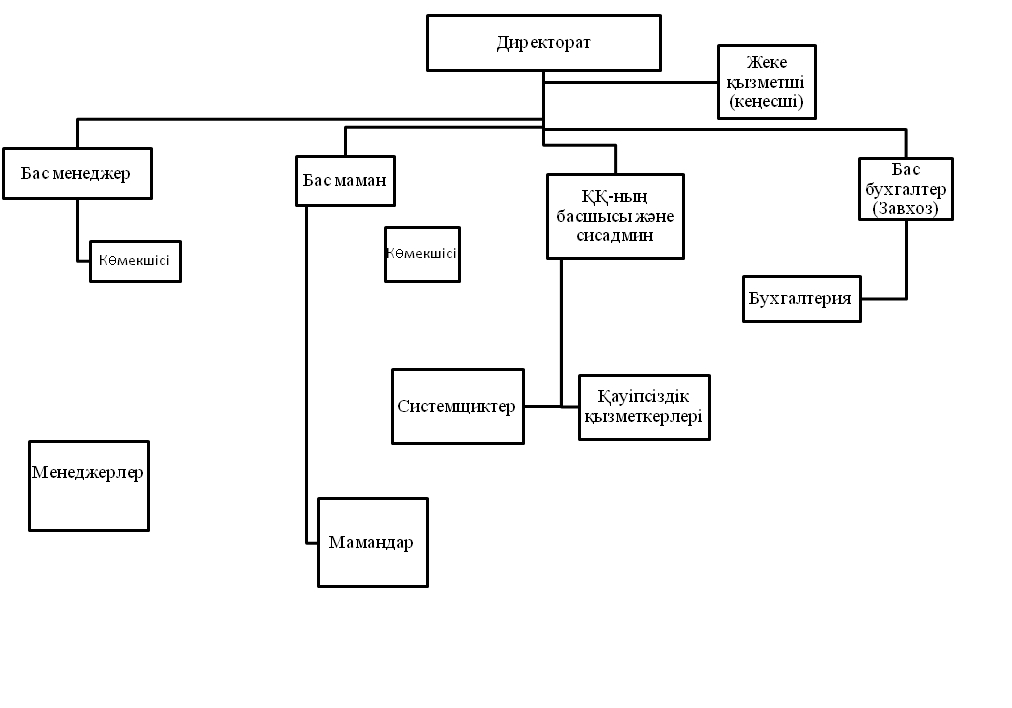 Директорат
Жеке
қызметші
(кеңесші)
Бас менеджер
Бас маман
ҚҚ-ның
басшысы және
сисадмин
Бас
бухгалтер
(Завхоз)
Көмекшісі
Көмекшісі
Бухгалтерия
Системщиктер
Қауіпсіздік
қызметкерлері
Менеджерлер
Мамандар